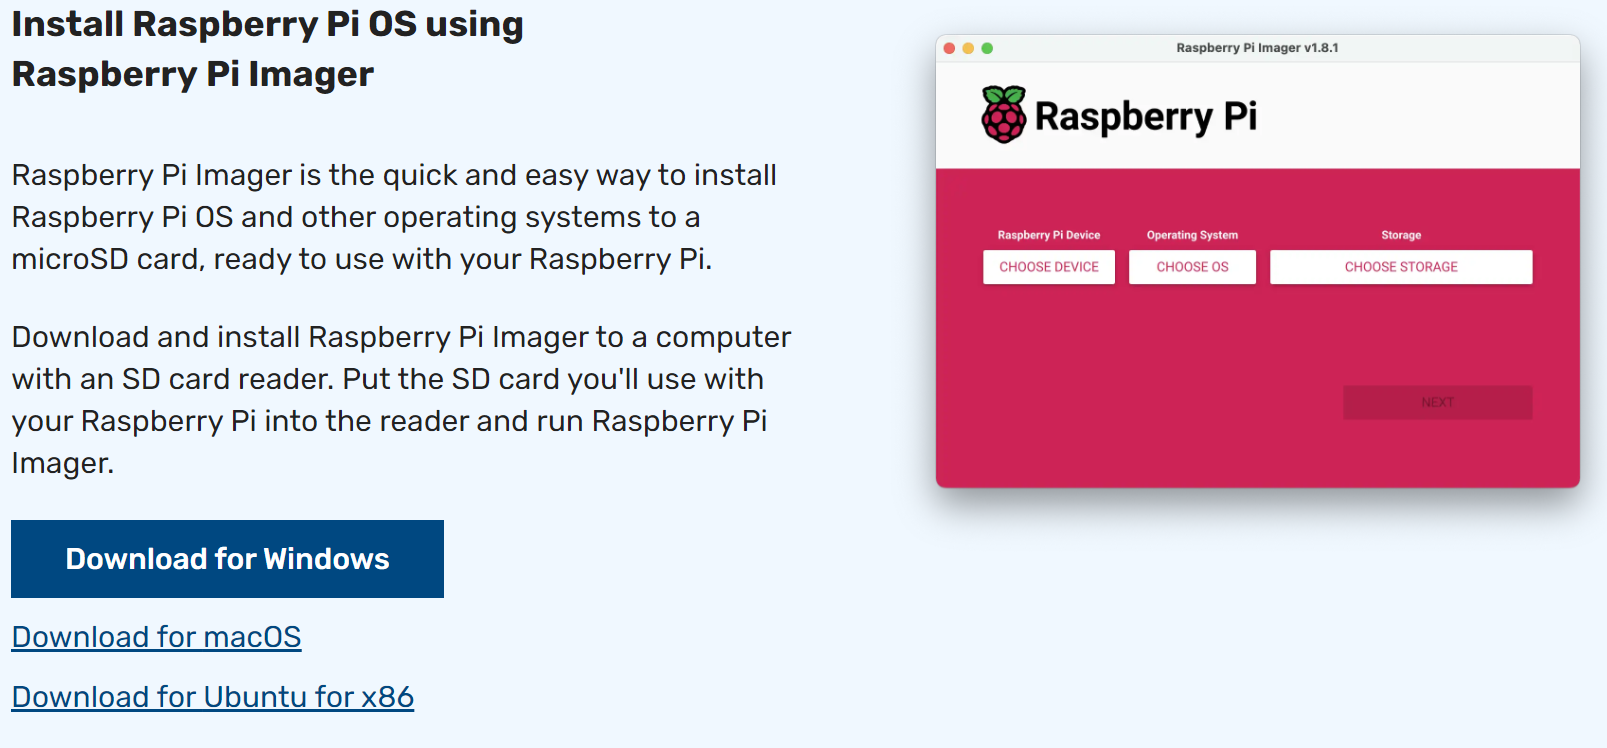 Install Raspberry Pi OS using
Raspberry Pi Imager
Raspberry Pi Imager is the quick and easy way to install
Raspberry Pi OS and other operating systems to a
microSD card, ready to use with your Raspberry Pi.
Download and install Raspberry Pi Imager to a computer
with an SD card reader. Put the SD card you'll use with
your Raspberry Pi into the reader and run Raspberry Pi
Imager.
Download for Windows
Download for macOS
Download for Ubuntu for x86
Raspberry Pi Imager v1.8.1
Raspberry Pi
Raspberry Pi Device
Operating System
Storage
CHOOSE DEVICE
CHOOSE OS
CHOOSE STORAGE
NEXT